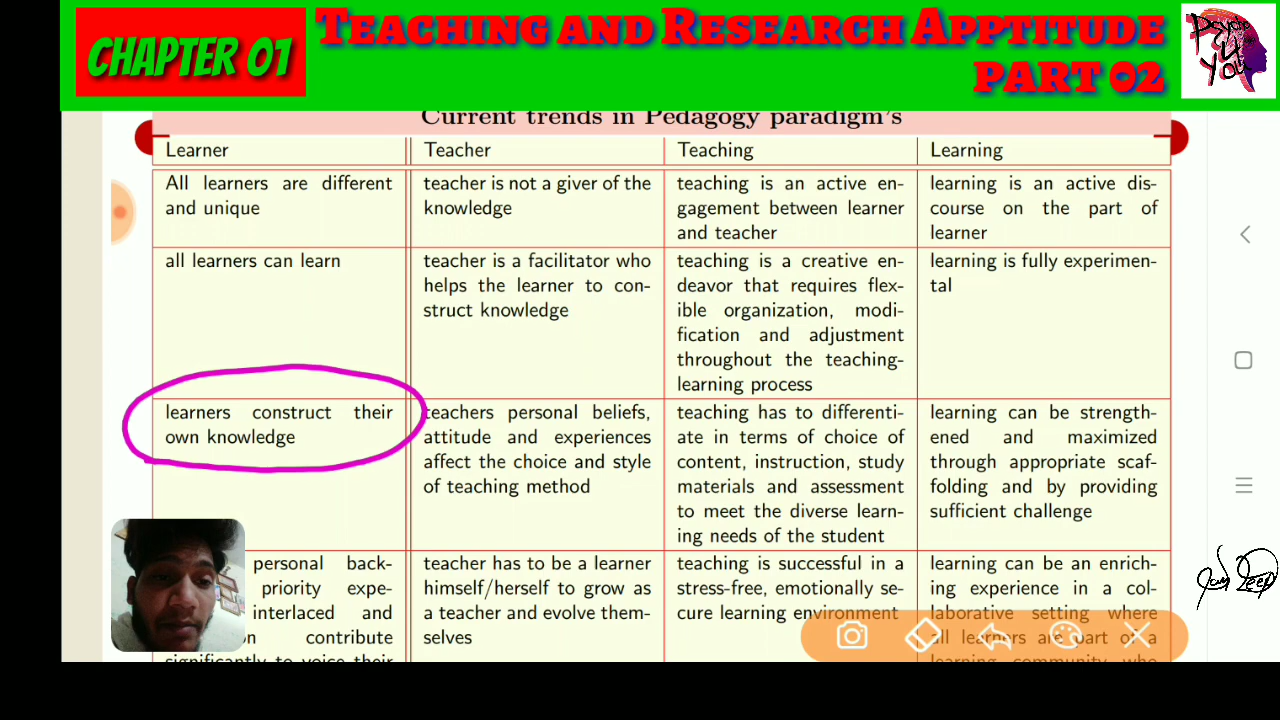 CHAPTER 01
TEACHING AND RESEARCH APPTITUDE
PART 02
Psyche
4
You
Current trends in Pedagogy paradigm's
Learner
Teacher
Teaching
Learning
All learners are different
and unique
teacher is not a giver of the
knowledge
teaching is an active en-
gagement between learner
and teacher
learning is an active dis-
course on the part of
learner
all learners can learn
teacher is a facilitator who
helps the learner to con-
struct knowledge
teaching is a creative en-
deavor that requires flex-
ible organization, modi-
fication and adjustment
throughout the teaching-
learning process
learning is fully experimen-
tal
learners construct their
own knowledge
teachers personal beliefs,
attitude and experiences
affect the choice and style
of teaching method
teaching has to differenti-
ate in terms of choice of
content, instruction, study
materials and assessment
to meet the diverse learn-
ing needs of the student
learning can be strength-
ened and maximized
through appropriate scaf-
folding and by providing
sufficient challenge
personal back-
priority expe-
interlaced and
contribute
significantly to voice their
teacher has to be a learner
himself/herself to grow as
a teacher and evolve them-
selves
teaching is successful in a
stress-free, emotionally se-
cure learning environment
learning can be an enrich-
ing experience in a col-
laborative setting where
all learners are part of a
learning community who